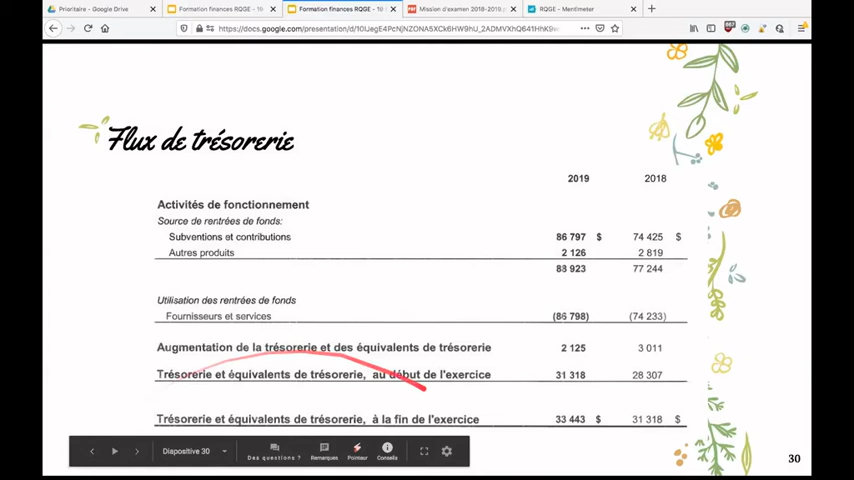 Prioritaire - Google Drive
Formation finances RQGE - 10
Formation finances RQGE - 10
Mission d'examen 2018-2019.
RQGE - Mentimeter
Flux de trésorerie
2019 2018
Activités de fonctionnement
Source de rentrées de fonds:
Subventions et contributions 86 797 $ 74 425 $
Autres produits 2 126 2 819
83 923 77 244
Utilisation des rentrées de fonds
Fournisseurs et services (86 798) (74 233)
Augmentation de la trésorerie et des équivalents de trésorerie 2 125 3 011
Trésorerie et équivalents de trésorerie, au début de l'exercice 31 318 28 307
Trésorerie et équivalents de trésorerie, à la fin de l'exercice 33 443 $ 31 318 $
Diapositive 30
Des questions ?
Remarques
Pointeur
Conseils
30